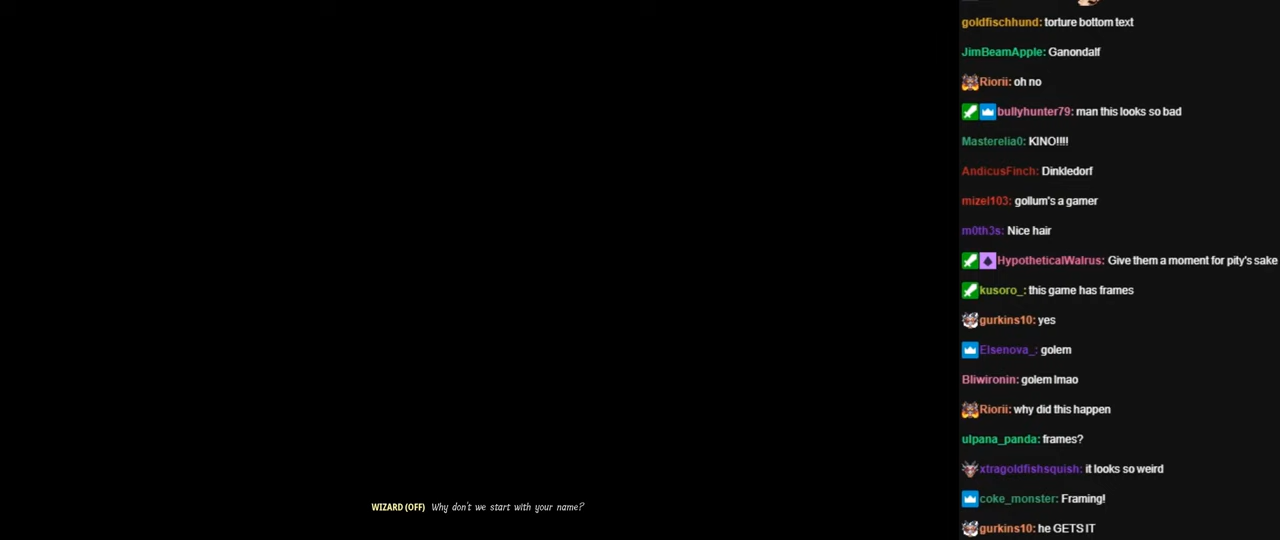 goldfischhund: torture bottom text
JimBeamApple: Ganondalf
Riorii: oh no
bullyhunter79: man this looks so bad
Masterelia0: KINO!!!!
AndicusFinch: Dinkledorf
mizel103: gollum's a gamer
m0th3s: Nice hair
HypotheticalWalrus: Give them a moment for pity's sake
kusoro_: this game has frames
gurkins10: yes
Elsenova_: golem
Bliwironin: golem lmao
Riorii: why did this happen
ulpana_panda: frames?
xtragoldfishsquish: it looks so weird
coke_monster: Framing!
gurkins10: he GETS IT
WIZARD (OFF) Why don't we start with your name?